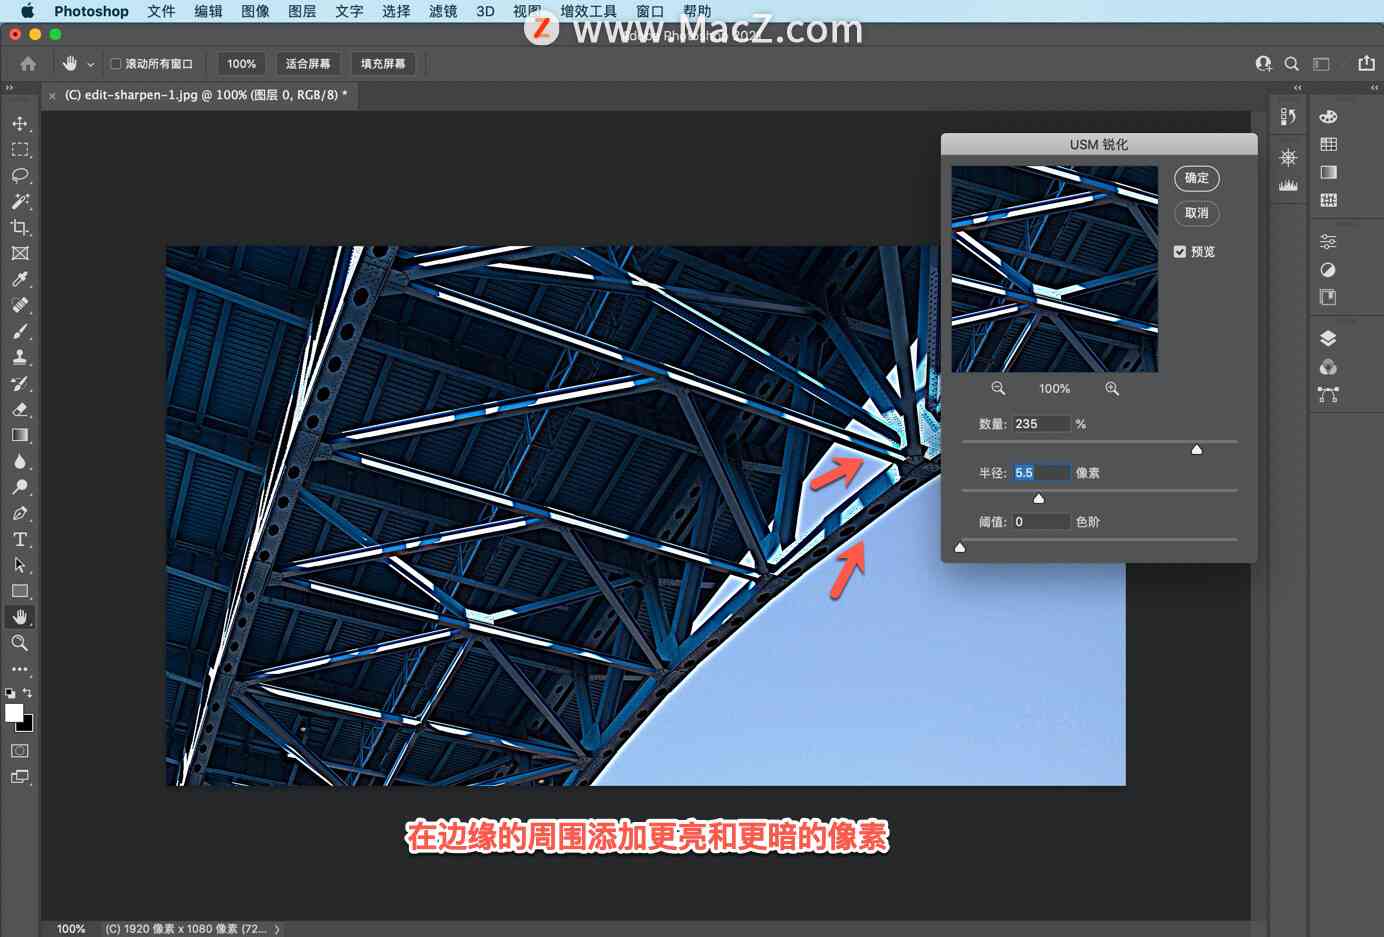 Photoshop 文件 编辑 图像 图层 文字 选择 滤镜 3D 视图 增效工具 窗口 帮助
Z www.MacZ.com
滚动所有窗口 100% 适合屏幕 填充屏幕
× (C) edit-sharpen-1.jpg @ 100% (图层 0, RGB/8) *
USM 锐化
确定
取消
预览
100%
数量: 235 %
半径: 5.5 像素
阈值: 0 色阶
在边缘的周围添加更亮和更暗的像素
100% (C) 1920 像素 x 1080 像素 (72...